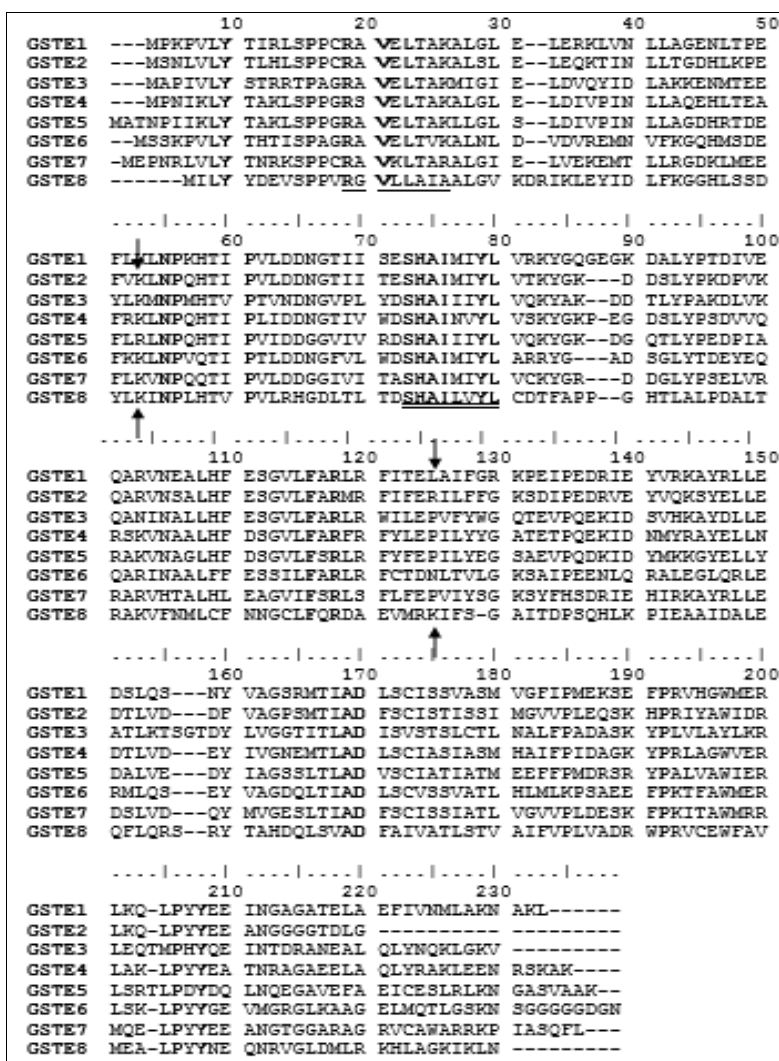 10 20 30 40 50
GSTE1 ---MPKPVLY TIRLSPPCRA VELTAKALGL E--LERKLVN LLAGENLTPE
GSTE2 ---MSNLVLY TLHLSPPCRA VELTAKALSL E--LEQKTIN LLTGDHLKPE
GSTE3 ---MAPIVLY STRRTPAGRA VELTAKMIGI E--LDVQYID LAKKENMTEE
GSTE4 ---MPNIKLY TAKLSPPGRS VELTAKALGL E--LDIVPIN LLAQEHLTEA
GSTE5 MATNPIIKLY TAKLSPPGRA VELTAKLLGL S--LDIVPIN LLAGDHRTDE
GSTE6 --MSSKPVLY THTISPAGRA VELTVKALNL D--VDVREMN VFKGQHMSDE
GSTE7 --MEPNRLVLY TNRKSPPCRA VKLTARALGI E--LVEKEMT LLRGDKLMEE
GSTE8 ------MILY YDEVSPPVRG VLLAIAALGV KDRIKLEYID LFKGGHLSSD
....|....| ....|....| ....|....| ....|....| ....|....|
60 70 80 90 100
GSTE1 FLKLNPKHTI PVLDDNGTII SESHAIMIYL VRKYGQGEGK DALYPTDIVE
GSTE2 FVKLNPQHTI PVLDDNGTII TESHAIMIYL VTKYGK---D DSLYPKDPVK
GSTE3 YLKMNPMHTV PTVNDNGVPL YDSHAIIIYL VQKYAK--DD TLYPAKDLVK
GSTE4 FRKLNPQHTI PLIDDNGTIV WDSHAINVYL VSKYGKP-EG DSLYPSDVVQ
GSTE5 FLRLNPQHTI PVIDDGGVIV RDSHAIIIYL VQKYGK--DG QTLYPEDPIA
GSTE6 FKKLNPVQTI PTLDDNGFVL WDSHAIMIYL ARRYG---AD SGLYTDEYEQ
GSTE7 FLKVNPQQTI PVLDDGGIVI TASHAIMIYL VCKYGR---D DGLYPSELVR
GSTE8 YLKINPLHTV PVLRHGDLTL TDSHAILVYL CDTFAPP--G HTLALPDALT
....|....| ....|....| ....|....| ....|....| ....|....|
110 120 130 140 150
GSTE1 QARVNEALHF ESGVLFARLR FITELAIFGR KPEIPEDRIE YVRKAYRLLE
GSTE2 QARVNSALHF ESGVLFARMR FIFERILFFG KSDIPEDRVE YVQKSYELLE
GSTE3 QANINALLHF ESGVLFARLR WILEPVFYWG QTEVPQEKID SVHKAYDLLE
GSTE4 RSKVNAALHF DSGVLFARFR FYLEPILYYG ATETPQEKID NMYRAYELLN
GSTE5 RAKVNAGLHF DSGVLFSRLR FYFEPILYEG SAEVPQDKID YMKKGYELLY
GSTE6 QARINAALFF ESSILFARLR FCTDNLTVLG KSAIPEENLQ RALEGLQRLE
GSTE7 RARVHTALHL EAGVIFSRLS FLFEPVIYSG KSYFHSDRIE HIRKAYRLLE
GSTE8 RAKVFNMLCF NNGCLFQRDA EVMRKIFS-G AITDPSQHLK PIEAAIDALE
....|....| ....|....| ....|....| ....|....| ....|....|
160 170 180 190 200
GSTE1 DSLQS---NY VAGSRMTIAD LSCISSVASM VGFIPMEKSE FPRVHGWMER
GSTE2 DTLVD---DF VAGPSMTIAD FSCISTISSI MGVVPLEQSK HPRIYAWIDR
GSTE3 ATLKTSGTDY LVGGTITLAD ISVSTSLCTL NALFPADASK YPLVLAYLKR
GSTE4 DTLVD---EY IVGNEMTLAD LSCIASIASM HAIFPIDAGK YPRLAGWVER
GSTE5 DALVE---DY IAGSSLTLAD VSCIATIATM EEFFPMDRSR YPALVAWIER
GSTE6 RMLQS---EY VAGDQLTIAD LSCVSSVATL HLMLKPSAEE FPKTFAWMER
GSTE7 DSLVD---QY MVGESLTIAD FSCISSIATL VGVVPLDESK FPKITAWMRR
GSTE8 QFLQRS--RY TAHDQLSVAD FAIVATLSTV AIFVPLVADR WPRVCEWFAV
....|....| ....|....| ....|....| ....|....|
210 220 230
GSTE1 LKQ-LPYYEE INGAGATELA EFIVNMLAKN AKL------
GSTE2 LKQ-LPYYEE ANGGGGTDLG ---------- ---------
GSTE3 LEQTMPHYQE INTDRANEAL QLYNQKLGKV ---------
GSTE4 LAK-LPYYEA TNRAGAEELA QLYRAKLEEN RSKAK----
GSTE5 LSRTLPDYDQ LNQEGAVEFA EICESLRLKN GASVAAK--
GSTE6 LSK-LPYYGE VMGRGLKAAG ELMQTLGSKN SGGGGGDGN
GSTE7 MQE-LPYYEE ANGTGGARAG RVCAWARRKP IASQFL---
GSTE8 MEA-LPYYNE QNRVGLDMLR KHLAGKIKLN ---------